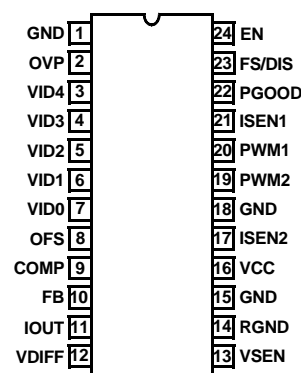 GND 1 24 EN
OVP 2 23 FS/DIS
VID4 3 22 PGOOD
VID3 4 21 ISEN1
VID2 5 20 PWM1
VID1 6 19 PWM2
VID0 7 18 GND
OFS 8 17 ISEN2
COMP 9 16 VCC
FB 10 15 GND
IOUT 11 14 RGND
VDIFF 12 13 VSEN